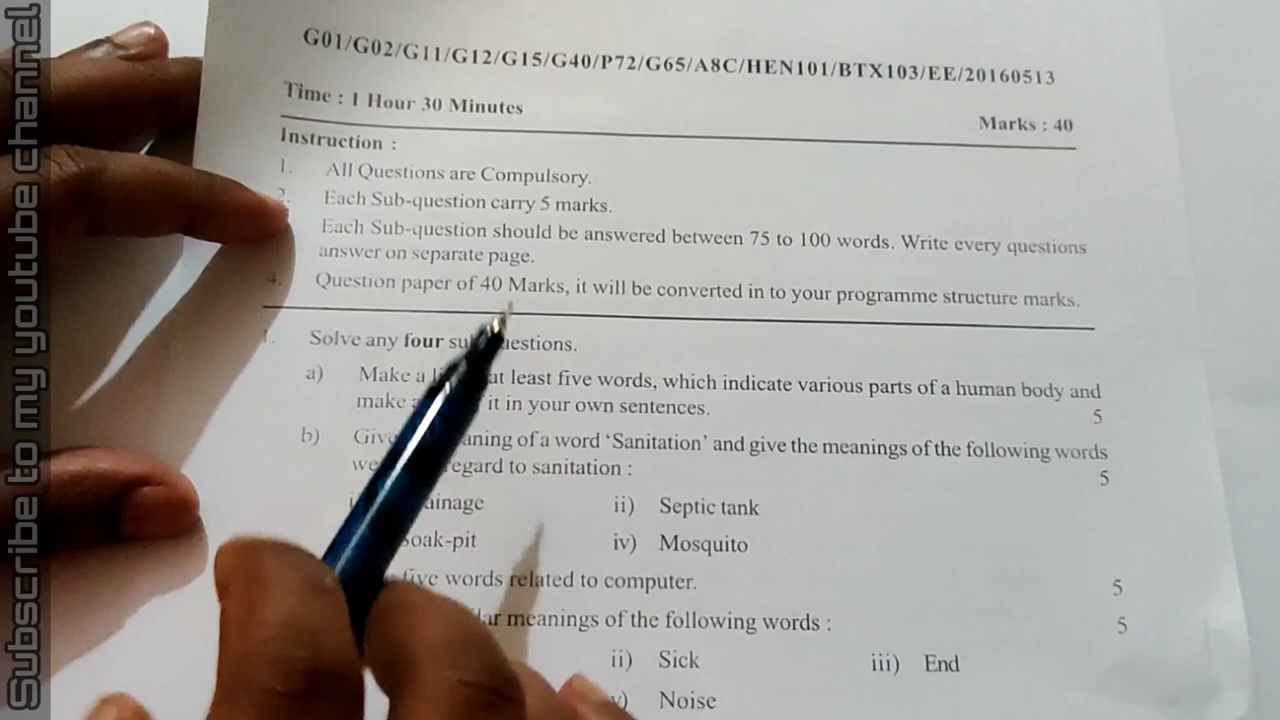 Subscribe to my youtube channel
G01/G02/G11/G12/G15/G40/P72/G65/A8C/HEN101/BTX103/EE/20160513
Time : 1 Hour 30 Minutes
Marks : 40
Instruction :
1. All Questions are Compulsory.
2. Each Sub-question carry 5 marks.
Each Sub-question should be answered between 75 to 100 words. Write every questions
answer on separate page.
4. Question paper of 40 Marks, it will be converted in to your programme structure marks.
1. Solve any four questions.
a) Make a at least five words, which indicate various parts of a human body and
make it in your own sentences. 5
b) of a word ‘Sanitation’ and give the meanings of the following words
regard to sanitation : 5
ii) Septic tank
iv) Mosquito
five words related to computer. 5
meanings of the following words : 5
ii) Sick iii) End
v) Noise